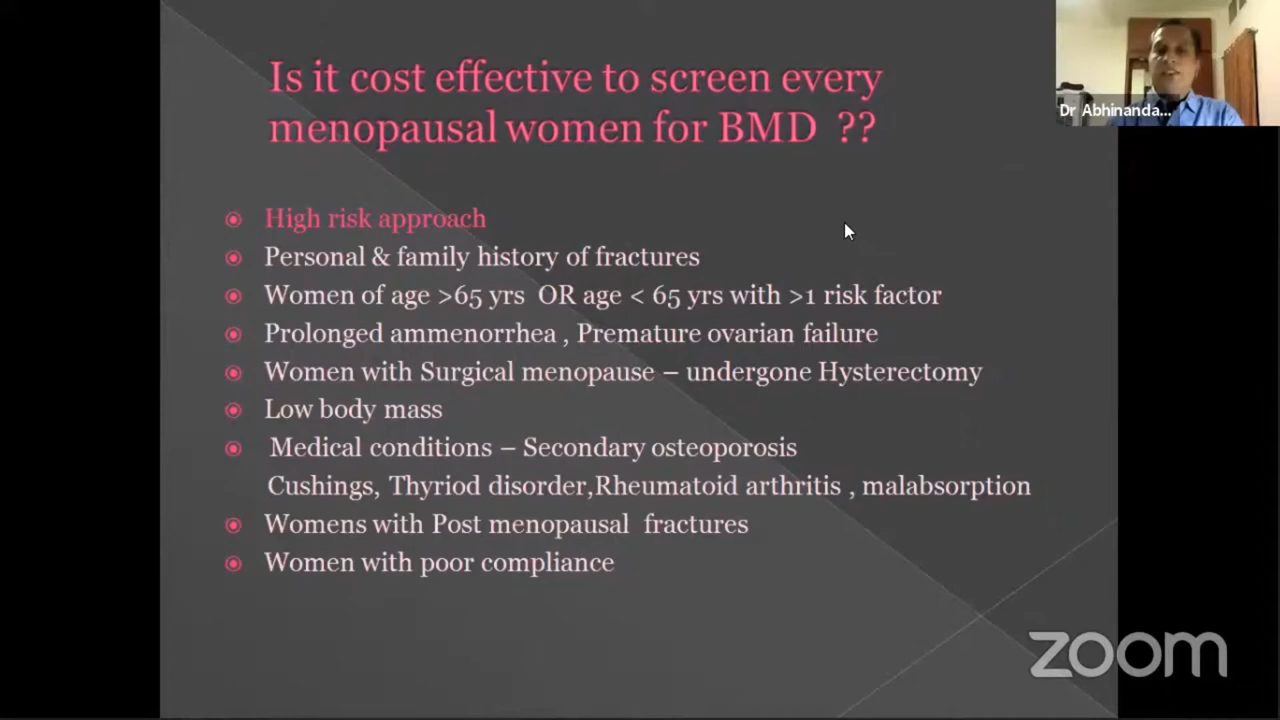 Is it cost effective to screen every
menopausal women for BMD ??
Dr Abhinanda...
High risk approach
Personal & family history of fractures
Women of age >65 yrs OR age < 65 yrs with >1 risk factor
Prolonged ammenorrhea , Premature ovarian failure
Women with Surgical menopause – undergone Hysterectomy
Low body mass
Medical conditions – Secondary osteoporosis
Cushings, Thyriod disorder,Rheumatoid arthritis , malabsorption
Womens with Post menopausal fractures
Women with poor compliance
zoom